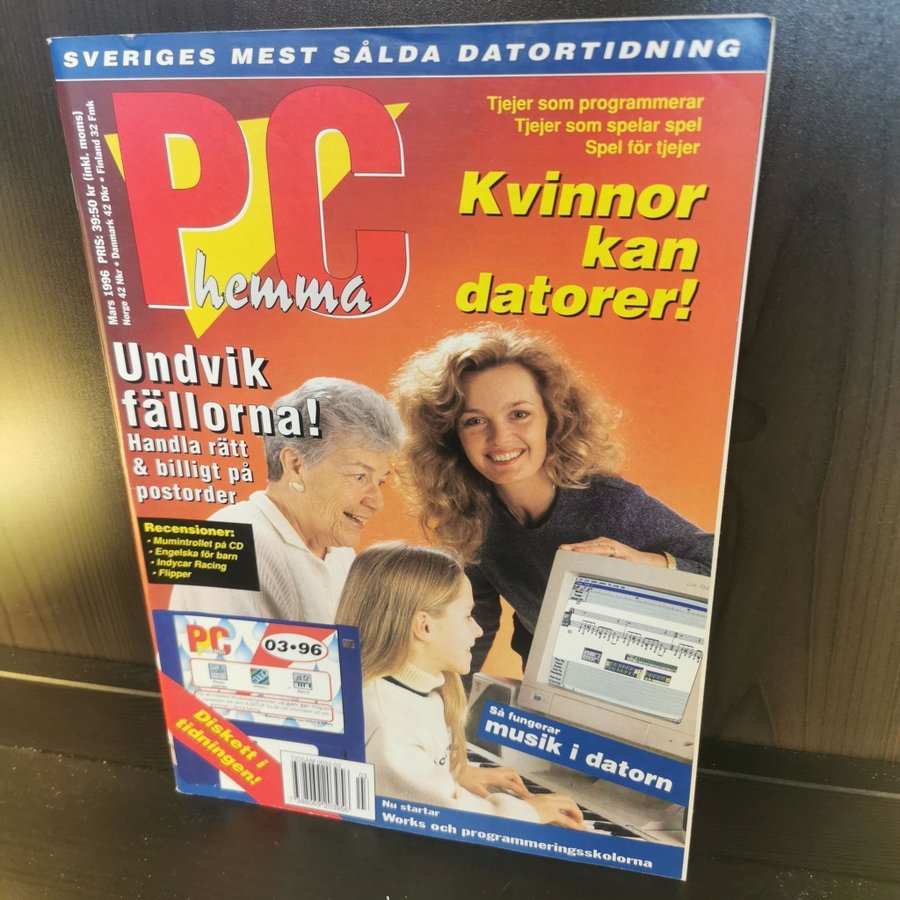 SVERIGES MEST SÅLDA DATORTIDNING
Mars 1996 PRIS: 39:50 kr (inkl. moms)
Norge 42 Nkr • Danmark 42 Dkr • Finland 32 Fmk
PC
hemma
Tjejer som programmerar
Tjejer som spelar spel
Spel för tjejer
Kvinnor
kan
datorer!
Undvik
fällorna!
Handla rätt
& billigt på
postorder
Recensioner:
• Mumintrollet på CD
• Engelska för barn
• Indycar Racing
• Flipper
PC
03•96
Diskett i
tidningen!
03
Så fungerar
musik i datorn
Nu startar
Works och programmeringsskolorna